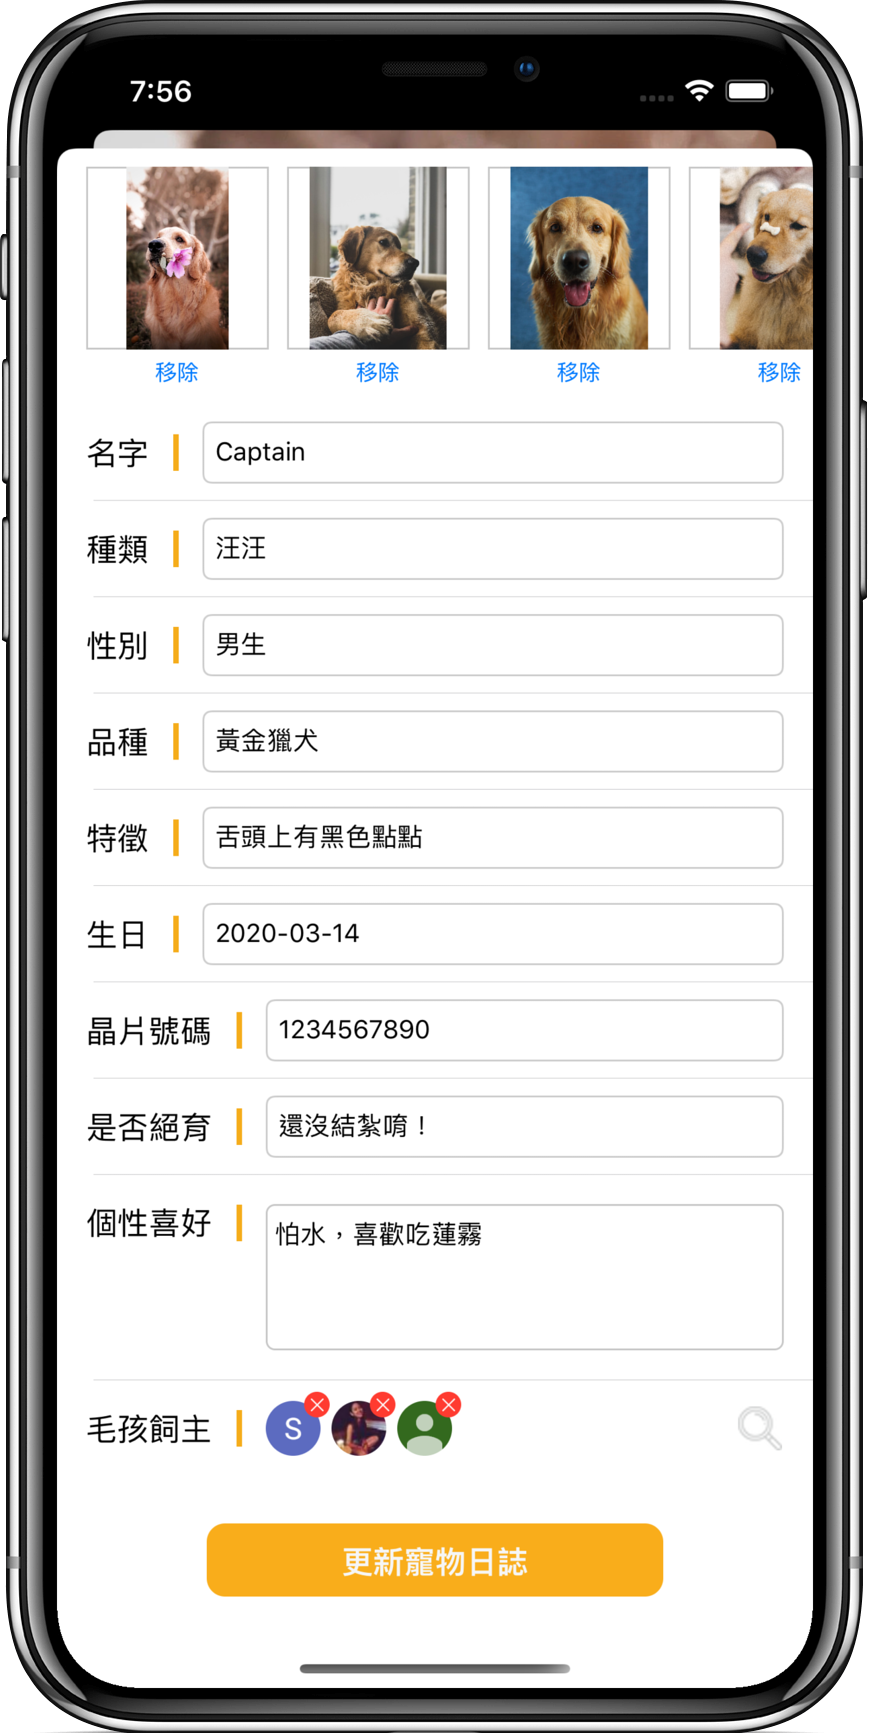 7:56
移除 移除 移除 移除
名字 Captain
種類 汪汪
性別 男生
品種 黃金獵犬
特徵 舌頭上有黑色點點
生日 2020-03-14
晶片號碼 1234567890
是否絕育 還沒結紮唷！
個性喜好 怕水，喜歡吃蓮霧
毛孩飼主 S
更新寵物日誌